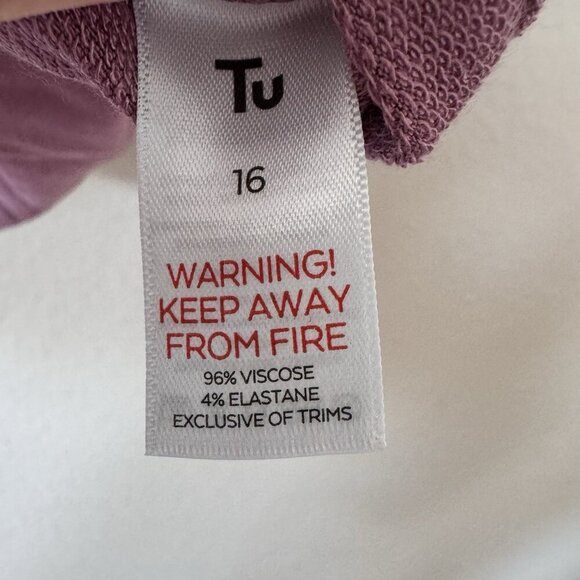 Tu
16
WARNING!
KEEP AWAY
FROM FIRE
96% VISCOSE
4% ELASTANE
EXCLUSIVE OF TRIMS